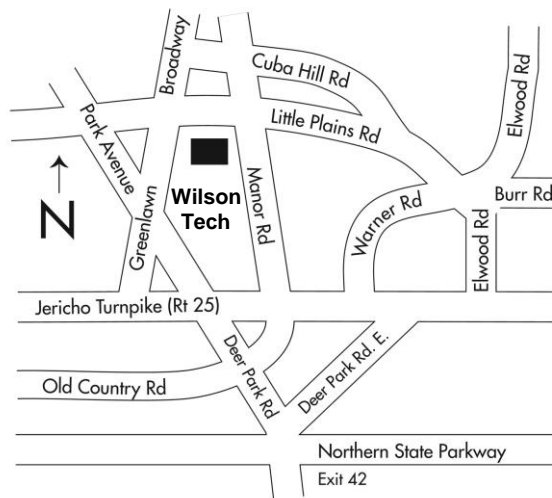 Broadway
Cuba Hill Rd
Elwood Rd
Park Avenue
Little Plains Rd
Wilson
Tech
Manor Rd
Burr Rd
N
Greenlawn
Warner Rd
Elwood Rd
Jericho Turnpike (Rt 25)
Deer Park Rd
Deer Park Rd. E.
Old Country Rd
Northern State Parkway
Exit 42